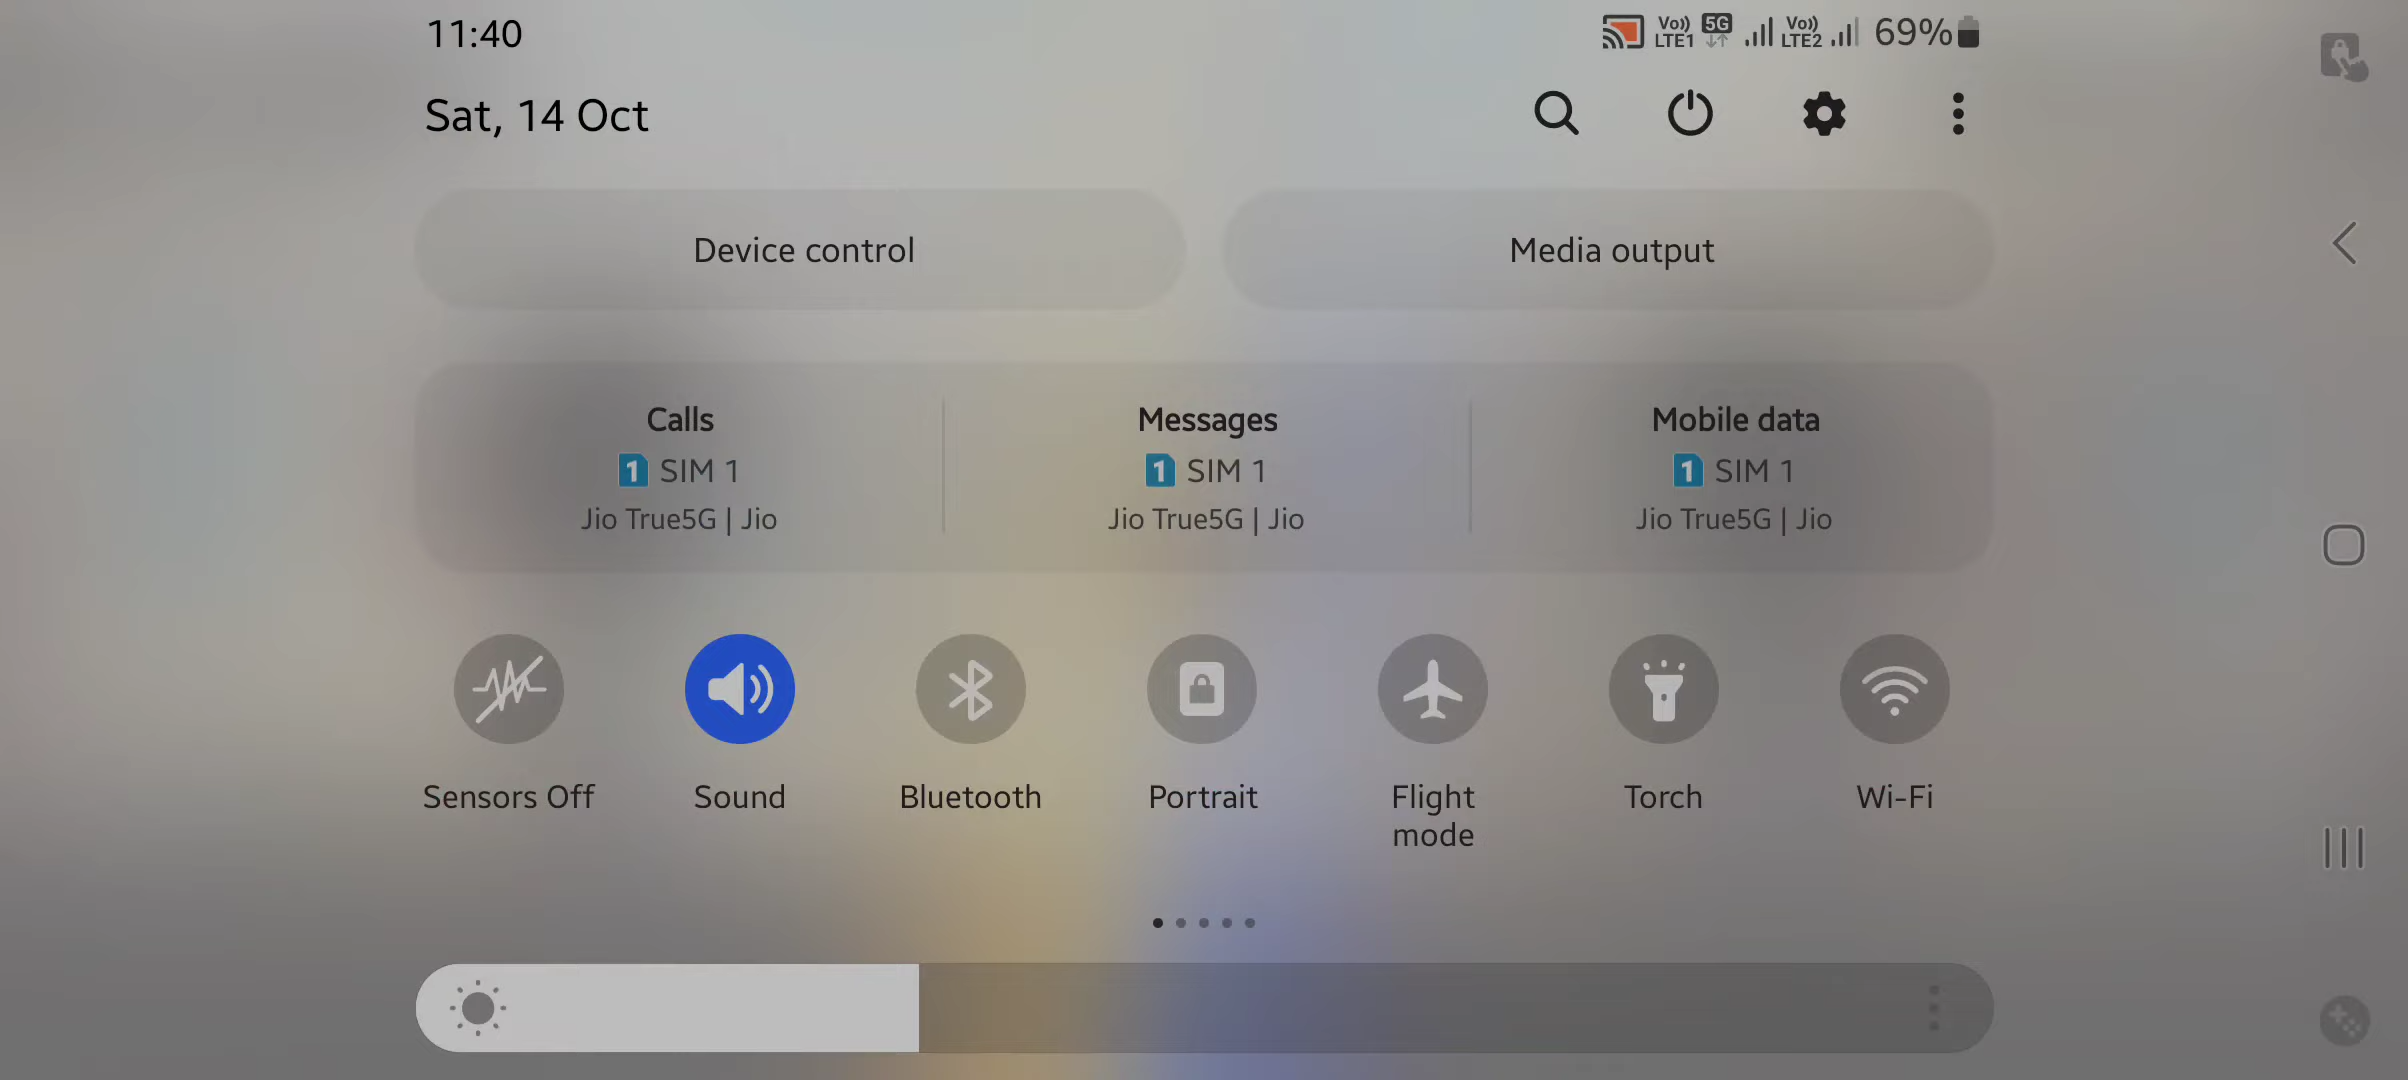 11:40
Vo)) LTE1 5G Vo)) LTE2 69%
Sat, 14 Oct
Device control
Media output
Calls
1 SIM 1
Jio True5G | Jio
Messages
1 SIM 1
Jio True5G | Jio
Mobile data
1 SIM 1
Jio True5G | Jio
Sensors Off
Sound
Bluetooth
Portrait
Flight
mode
Torch
Wi-Fi